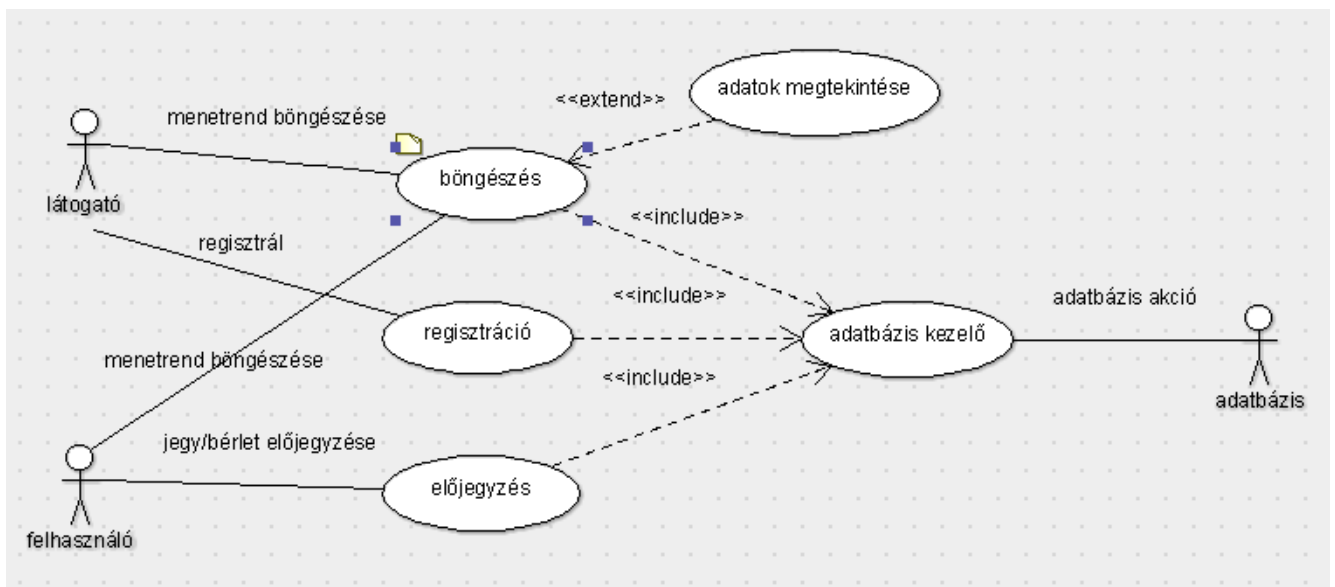 adatok megtekintése
<<extend>>
menetrend böngészése
böngészés
látogató
<<include>>
regisztrál
<<include>>
adatbázis akció
regisztráció
adatbázis kezelő
menetrend böngészése
<<include>>
adatbázis
jegy/bérlet előjegyzése
előjegyzés
felhasználó